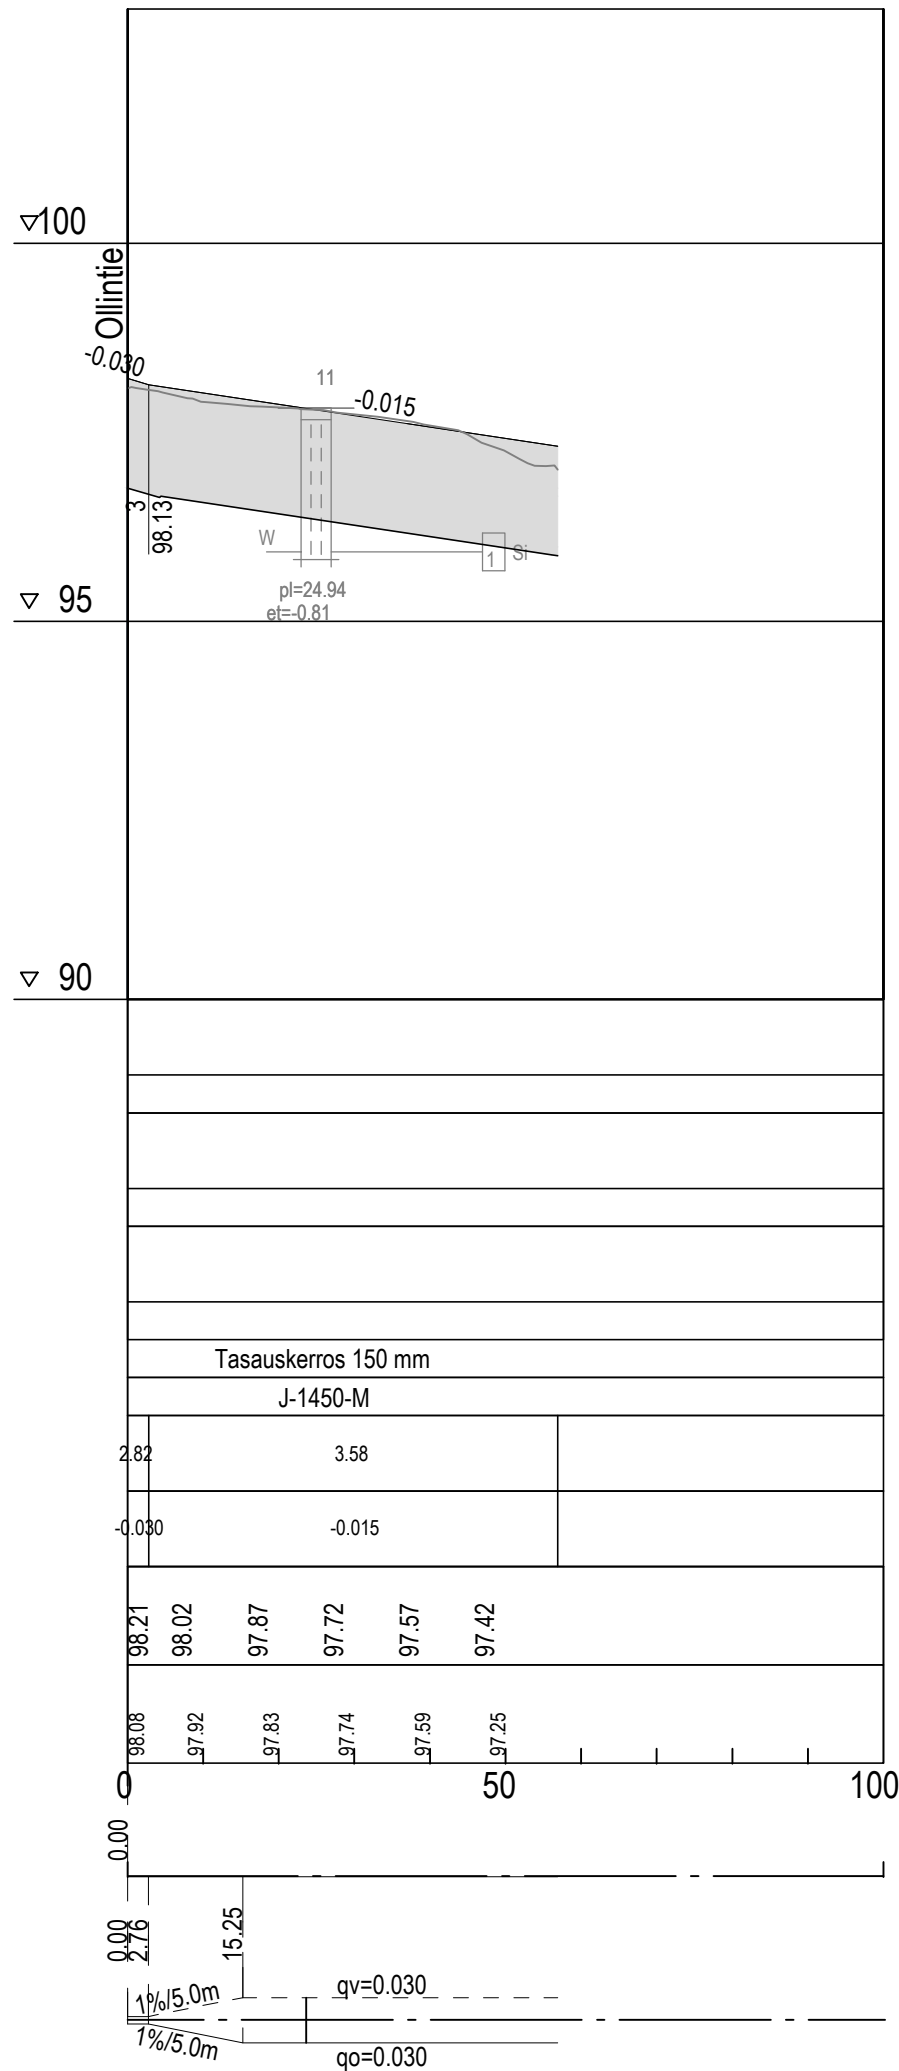 ▽100
Ollintie
-0.030
11
-0.015
3
98.13
W
1
Si
pl=24.94
et=-0.81
▽ 95
▽ 90
Tasauskerros 150 mm
J-1450-M
2.82 3.58
-0.030 -0.015
98.21 98.02 97.87 97.72 97.57 97.42
98.08 97.92 97.83 97.74 97.59 97.25
0 50 100
0.00
0.00 2.76 15.25
1%/5.0m qv=0.030
1%/5.0m qo=0.030